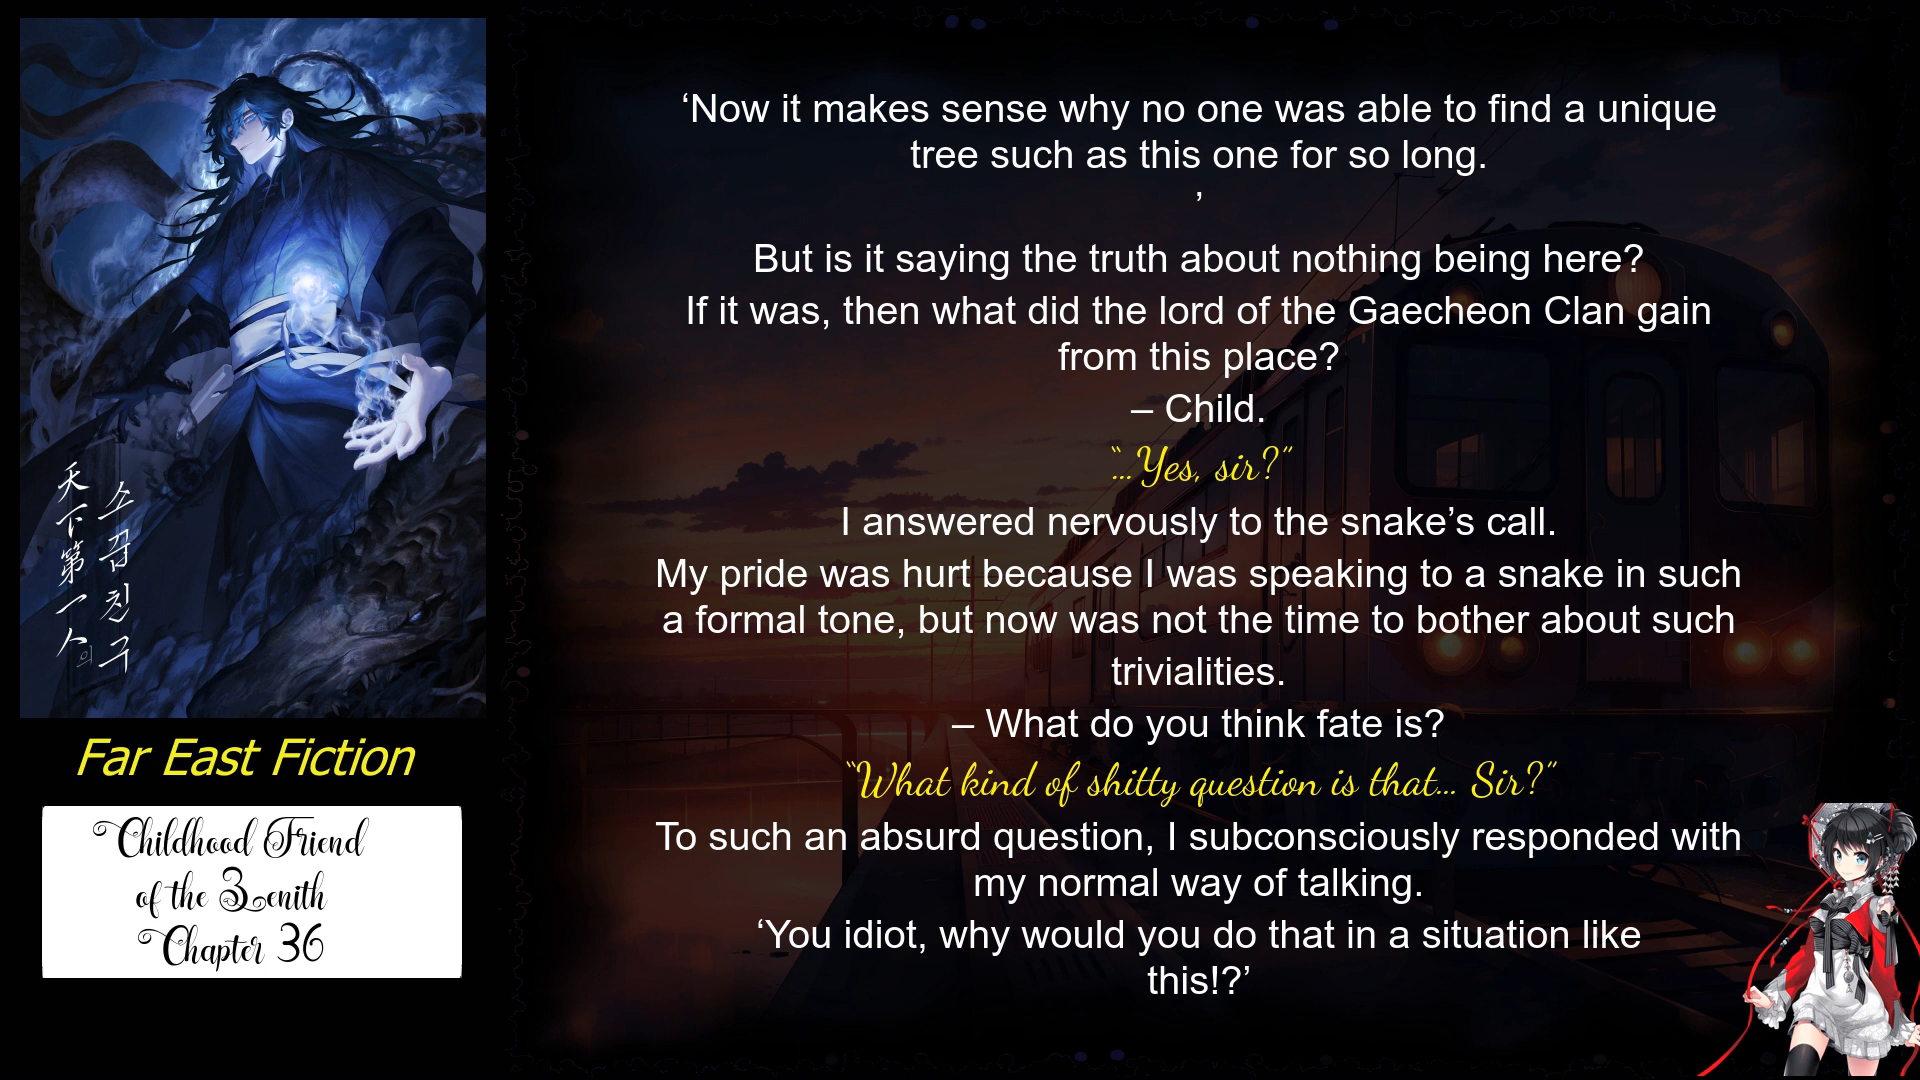 天下第一人의
소꿉친구
Far East Fiction
Childhood Friend
of the Zenith
Chapter 36
‘Now it makes sense why no one was able to find a unique
tree such as this one for so long.
’
But is it saying the truth about nothing being here?
If it was, then what did the lord of the Gaecheon Clan gain
from this place?
– Child.
“…Yes, sir?”
I answered nervously to the snake’s call.
My pride was hurt because I was speaking to a snake in such
a formal tone, but now was not the time to bother about such
trivialities.
– What do you think fate is?
“What kind of shitty question is that… Sir?”
To such an absurd question, I subconsciously responded with
my normal way of talking.
‘You idiot, why would you do that in a situation like
this!?’